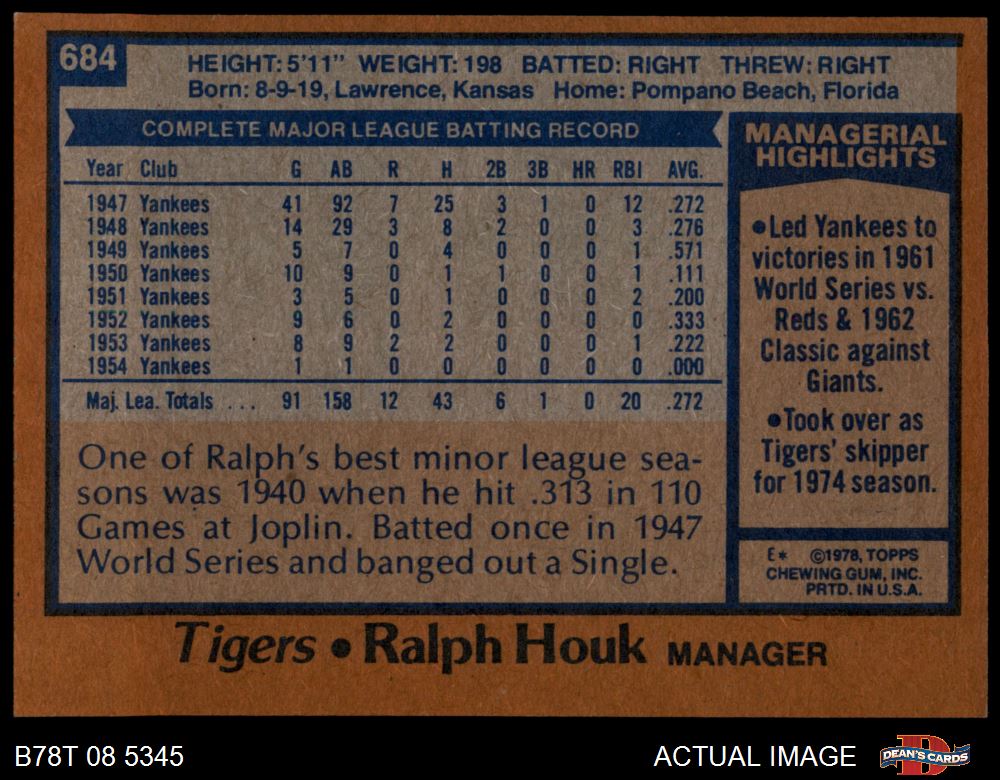 684
HEIGHT: 5'11" WEIGHT: 198 BATTED: RIGHT THREW: RIGHT
Born: 8-9-19, Lawrence, Kansas Home: Pompano Beach, Florida
COMPLETE MAJOR LEAGUE BATTING RECORD
Year Club G AB R H 2B 3B HR RBI AVG.
1947 Yankees 41 92 7 25 3 1 0 12 .272
1948 Yankees 14 29 3 8 2 0 0 3 .276
1949 Yankees 5 7 0 4 0 0 0 1 .571
1950 Yankees 10 9 0 1 1 0 0 1 .111
1951 Yankees 3 5 0 1 0 0 0 2 .200
1952 Yankees 9 6 0 2 0 0 0 0 .333
1953 Yankees 8 9 2 2 0 0 0 1 .222
1954 Yankees 1 1 0 0 0 0 0 0 .000
Maj. Lea. Totals ... 91 158 12 43 6 1 0 20 .272
One of Ralph's best minor league sea-
sons was 1940 when he hit .313 in 110
Games at Joplin. Batted once in 1947
World Series and banged out a Single.
MANAGERIAL
HIGHLIGHTS
•Led Yankees to
victories in 1961
World Series vs.
Reds & 1962
Classic against
Giants.
•Took over as
Tigers' skipper
for 1974 season.
E* ©1978, TOPPS
CHEWING GUM, INC.
PRTD. IN U.S.A.
Tigers • Ralph Houk MANAGER
B78T 08 5345 ACTUAL IMAGE
DEAN'S CARDS